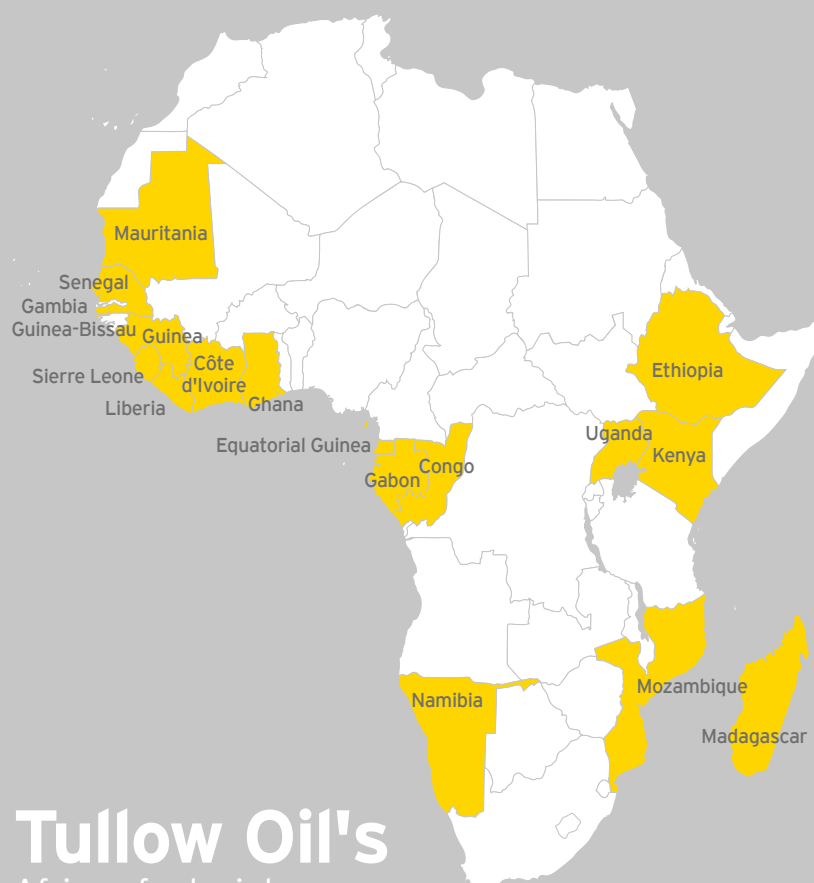 Mauritania
Senegal
Gambia
Guinea-Bissau
Guinea
Sierre Leone
Côte
d'Ivoire
Liberia
Ghana
Equatorial Guinea
Gabon
Congo
Ethiopia
Uganda
Kenya
Mozambique
Namibia
Madagascar
Tullow Oil's